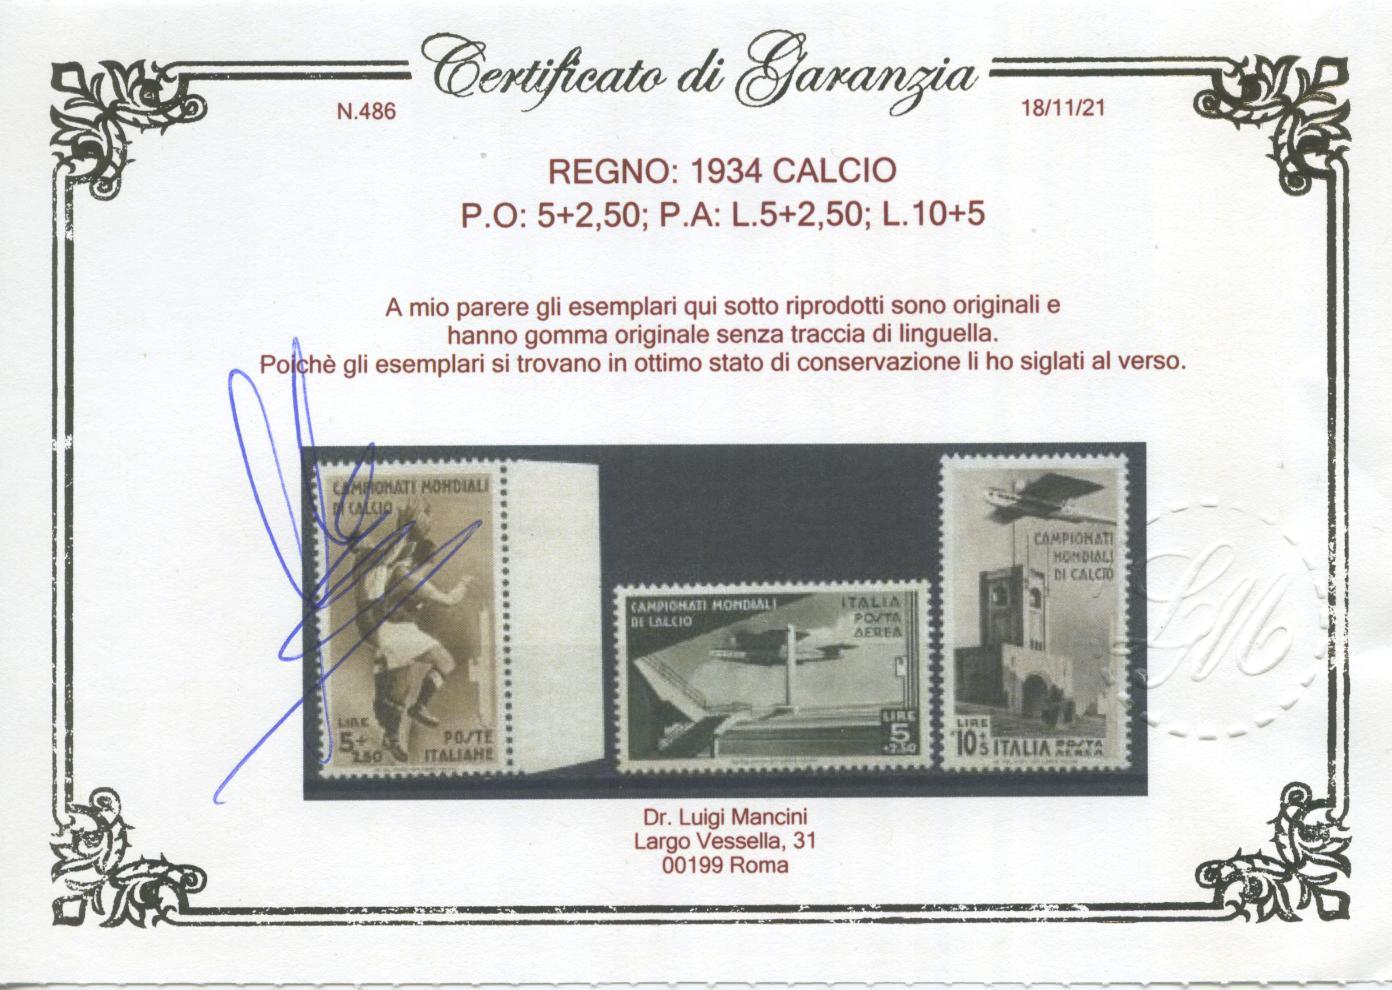 Certificato di Garanzia
N.486
18/11/21
REGNO: 1934 CALCIO
P.O: 5+2,50; P.A: L.5+2,50; L.10+5
A mio parere gli esemplari qui sotto riprodotti sono originali e
hanno gomma originale senza traccia di linguella.
Poichè gli esemplari si trovano in ottimo stato di conservazione li ho siglati al verso.
CAMPIONATI MONDIALI
DI CALCIO
LIRE
5+
2.50
POSTE
ITALIANE
CAMPIONATI MONDIALI
DI CALCIO
ITALIA
POSTA
AEREA
LIRE
5
+2.50
CAMPIONATI
MONDIALI
DI CALCIO
LIRE
10+5 ITALIA POSTA
AEREA
LM
Dr. Luigi Mancini
Largo Vessella, 31
00199 Roma